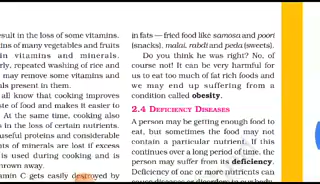 esult in the loss of some vitamins.
ins of many vegetables and fruits
in vitamins and minerals.
rly, repeated washing of rice and
may remove some vitamins and
als present in them.
all know that cooking improves
ste of food and makes it easier to
At the same time, cooking also
s in the loss of certain nutrients.
useful proteins and considerable
nts of minerals are lost if excess
is used during cooking and is
hrown away.
amin C gets easily destroyed by
in fats — fried food like samosa and poori
(snacks), malai, rabdi and peda (sweets).
Do you think he was right? No, of
course not! It can be very harmful for
us to eat too much of fat rich foods and
we may end up suffering from a
condition called obesity.
2.4 DEFICIENCY DISEASES
A person may be getting enough food to
eat, but sometimes the food may not
contain a particular nutrient. If this
continues over a long period of time, the
person may suffer from its deficiency.
Deficiency of one or more nutrients can